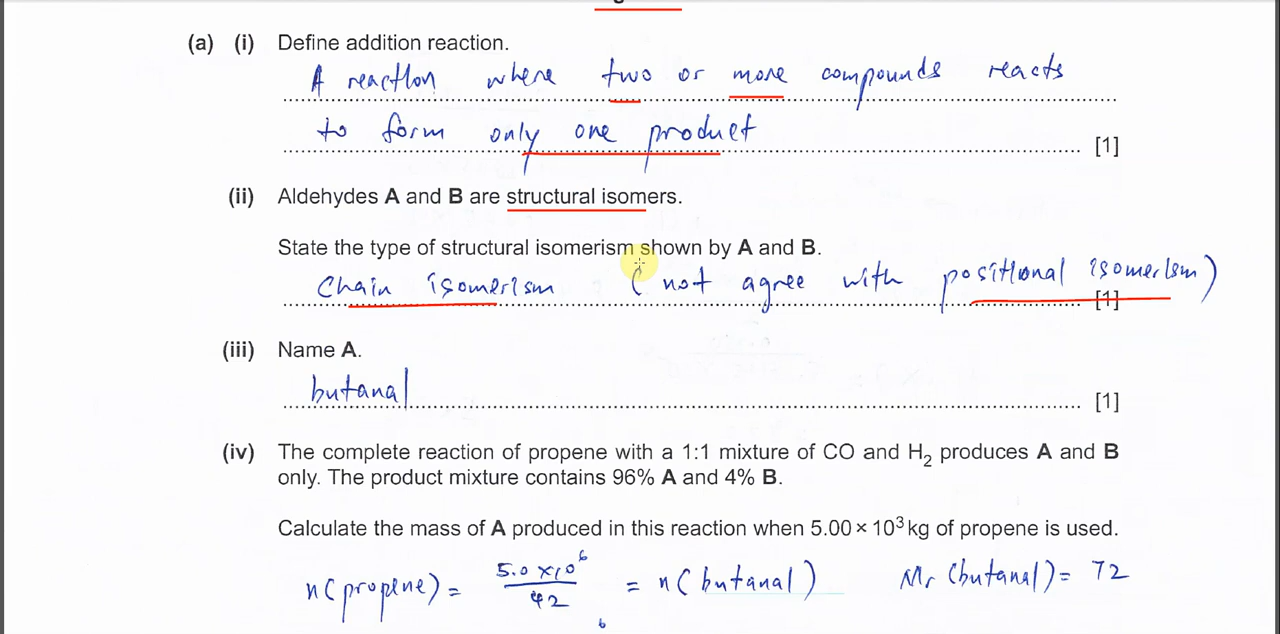 (a) (i) Define addition reaction.
A reaction where two or more compounds reacts
to form only one product
[1]
(ii) Aldehydes A and B are structural isomers.
State the type of structural isomerism shown by A and B.
Chain isomerism (not agree with positional isomerism)
[1]
(iii) Name A.
butanal
[1]
(iv) The complete reaction of propene with a 1:1 mixture of CO and H₂ produces A and B
only. The product mixture contains 96% A and 4% B.
Calculate the mass of A produced in this reaction when 5.00 × 10³ kg of propene is used.
n(propene) = 5.0 × 10⁶ / 42 = n(butanal) Mr (butanal) = 72
6